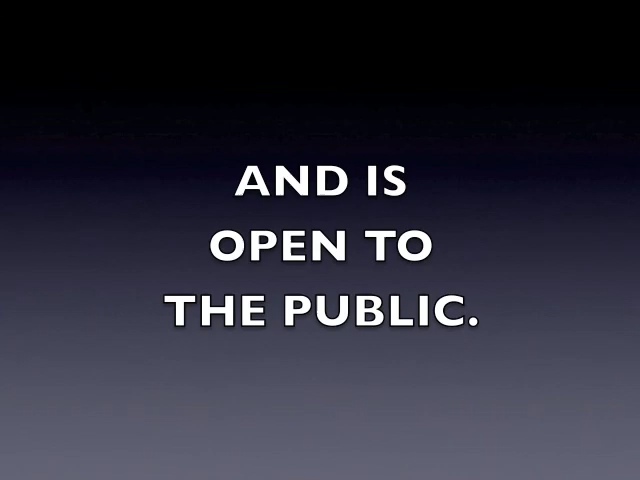 AND IS
OPEN TO
THE PUBLIC.